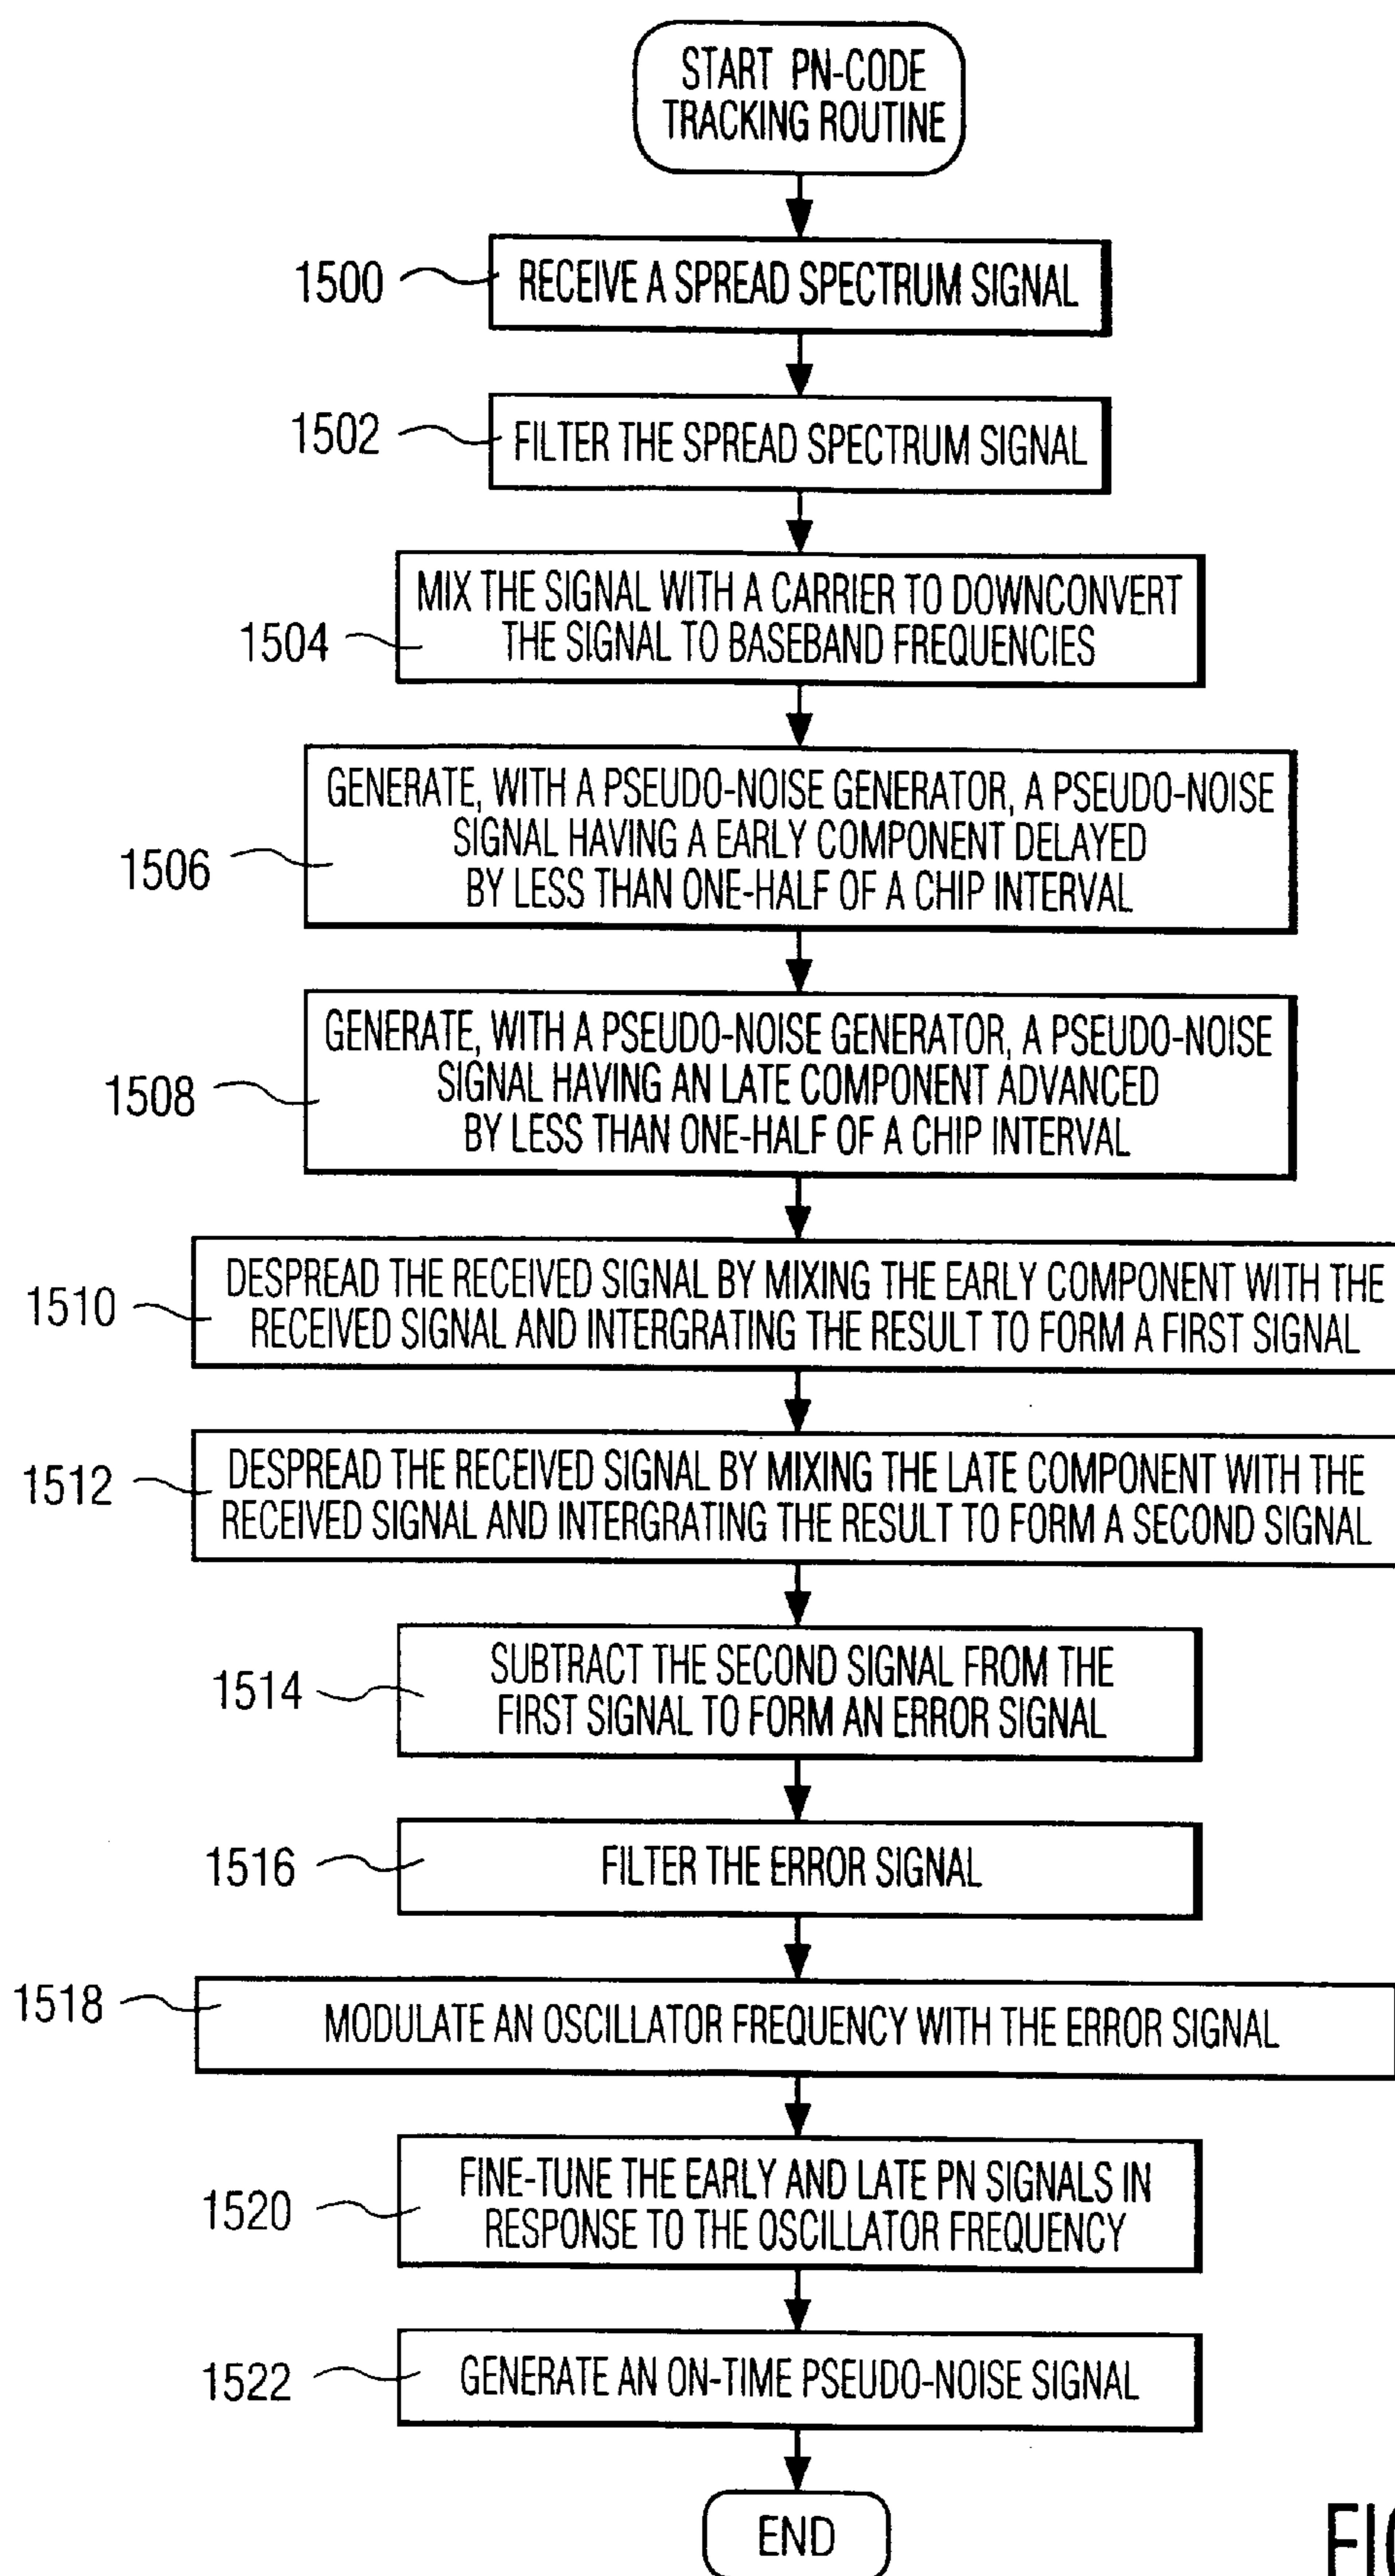 START PN-CODE
TRACKING ROUTINE
1500
RECEIVE A SPREAD SPECTRUM SIGNAL
1502
FILTER THE SPREAD SPECTRUM SIGNAL
1504
MIX THE SIGNAL WITH A CARRIER TO DOWNCONVERT
THE SIGNAL TO BASEBAND FREQUENCIES
1506
GENERATE, WITH A PSEUDO-NOISE GENERATOR, A PSEUDO-NOISE
SIGNAL HAVING A EARLY COMPONENT DELAYED
BY LESS THAN ONE-HALF OF A CHIP INTERVAL
1508
GENERATE, WITH A PSEUDO-NOISE GENERATOR, A PSEUDO-NOISE
SIGNAL HAVING AN LATE COMPONENT ADVANCED
BY LESS THAN ONE-HALF OF A CHIP INTERVAL
1510
DESPREAD THE RECEIVED SIGNAL BY MIXING THE EARLY COMPONENT WITH THE
RECEIVED SIGNAL AND INTERGRATING THE RESULT TO FORM A FIRST SIGNAL
1512
DESPREAD THE RECEIVED SIGNAL BY MIXING THE LATE COMPONENT WITH THE
RECEIVED SIGNAL AND INTERGRATING THE RESULT TO FORM A SECOND SIGNAL
1514
SUBTRACT THE SECOND SIGNAL FROM THE
FIRST SIGNAL TO FORM AN ERROR SIGNAL
1516
FILTER THE ERROR SIGNAL
1518
MODULATE AN OSCILLATOR FREQUENCY WITH THE ERROR SIGNAL
1520
FINE-TUNE THE EARLY AND LATE PN SIGNALS IN
RESPONSE TO THE OSCILLATOR FREQUENCY
1522
GENERATE AN ON-TIME PSEUDO-NOISE SIGNAL
END